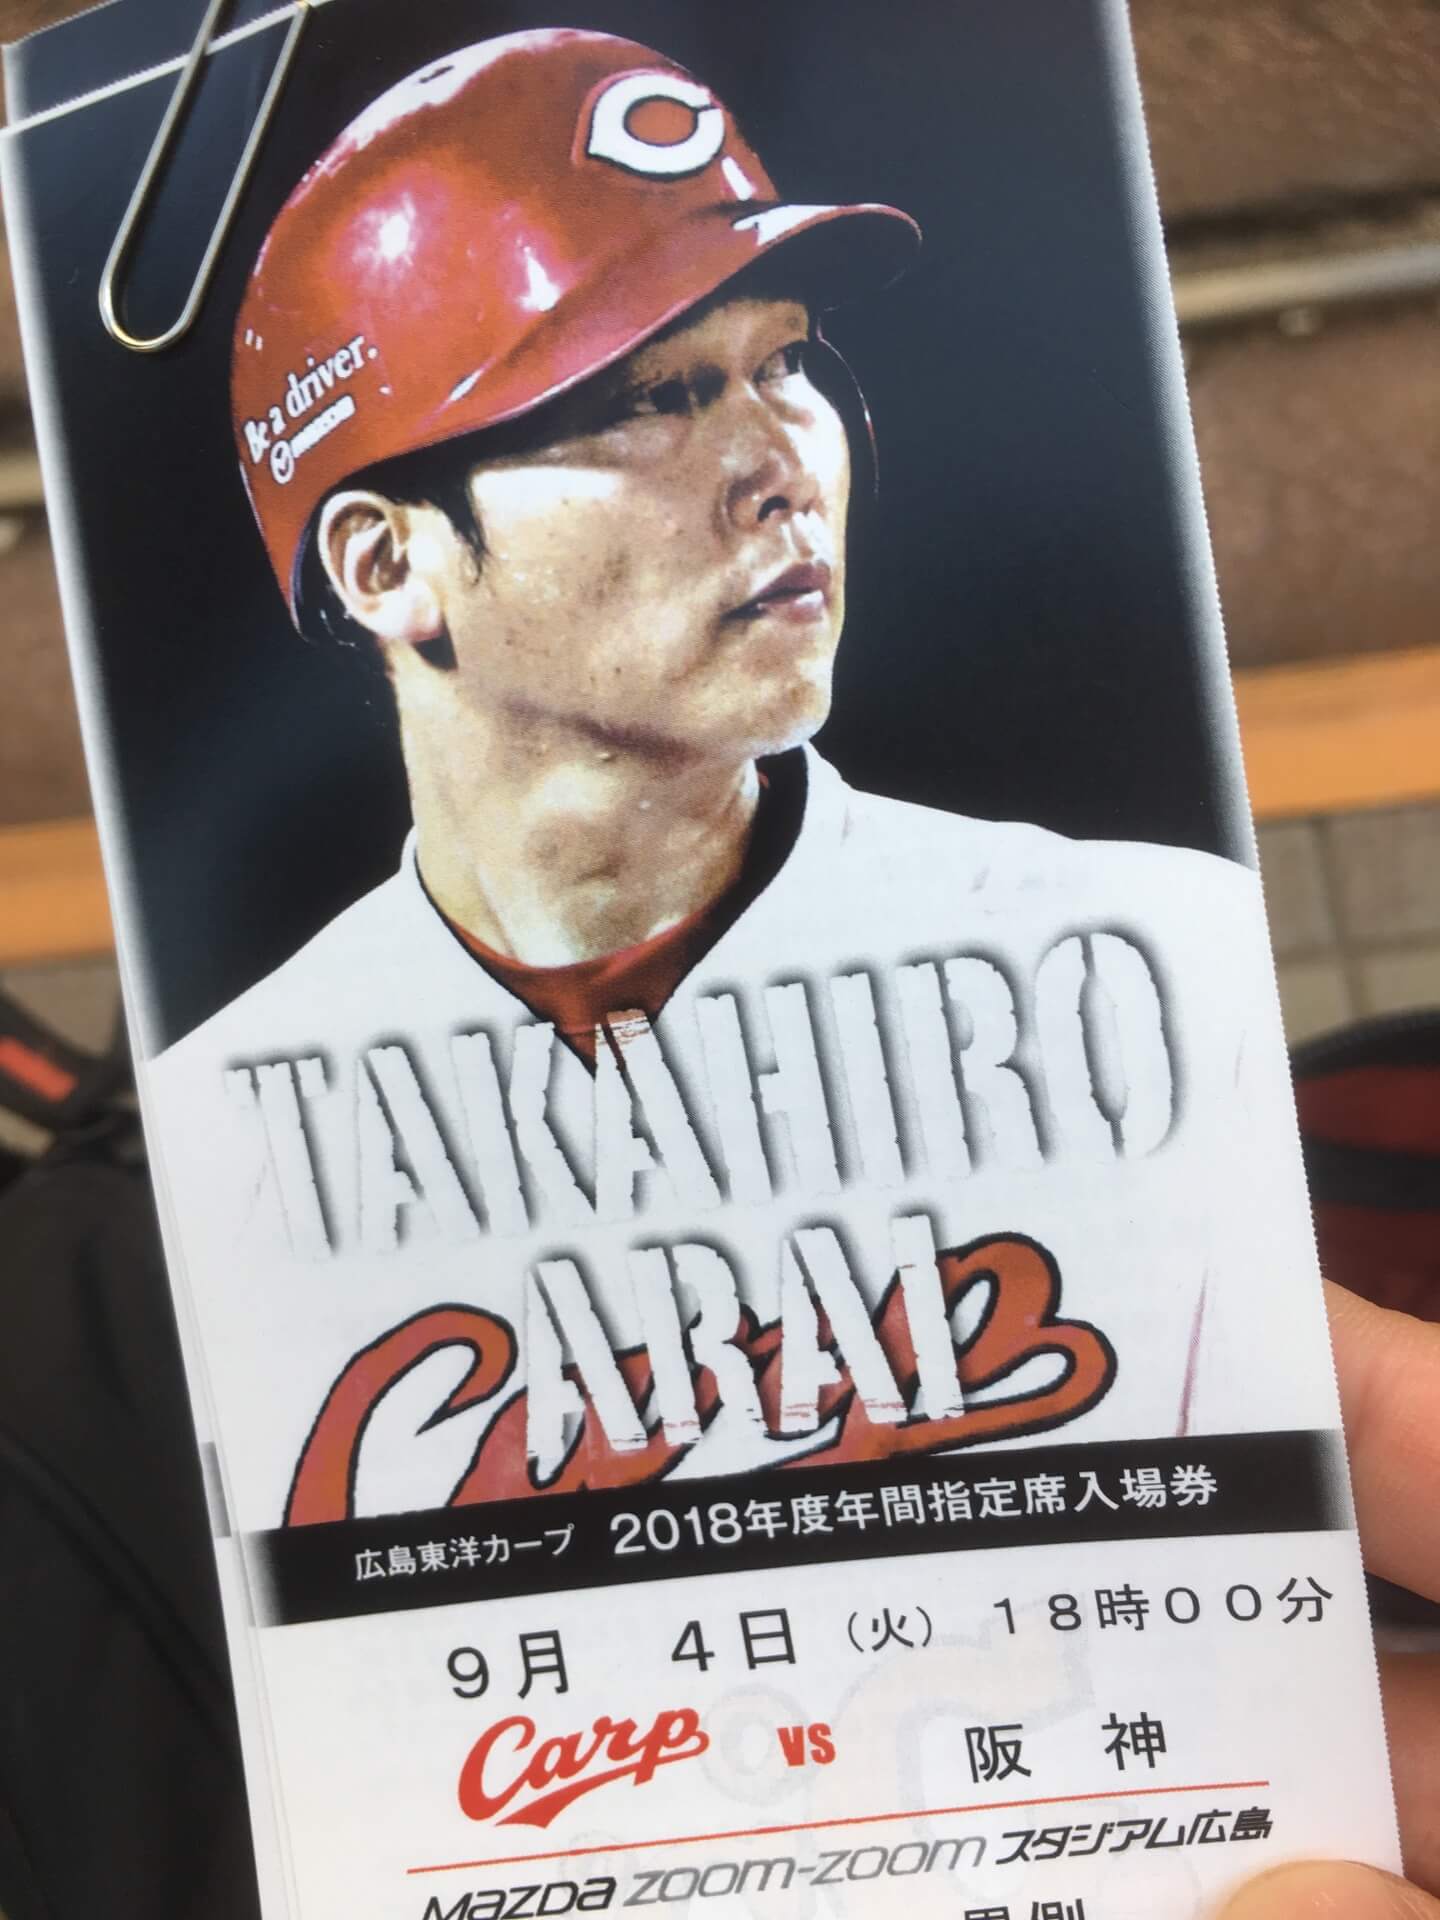 C
Be a driver.
TAKAHIRO
ARAI
Carp
広島東洋カープ 2018年度年間指定席入場券
9月 4日(火) 18時00分
Carp vs 阪神
MAZDA ZOOM-ZOOM スタジアム広島